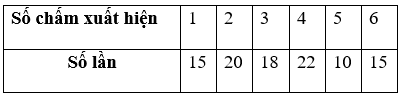 Số chấm xuất hiện 1 2 3 4 5 6
Số lần 15 20 18 22 10 15